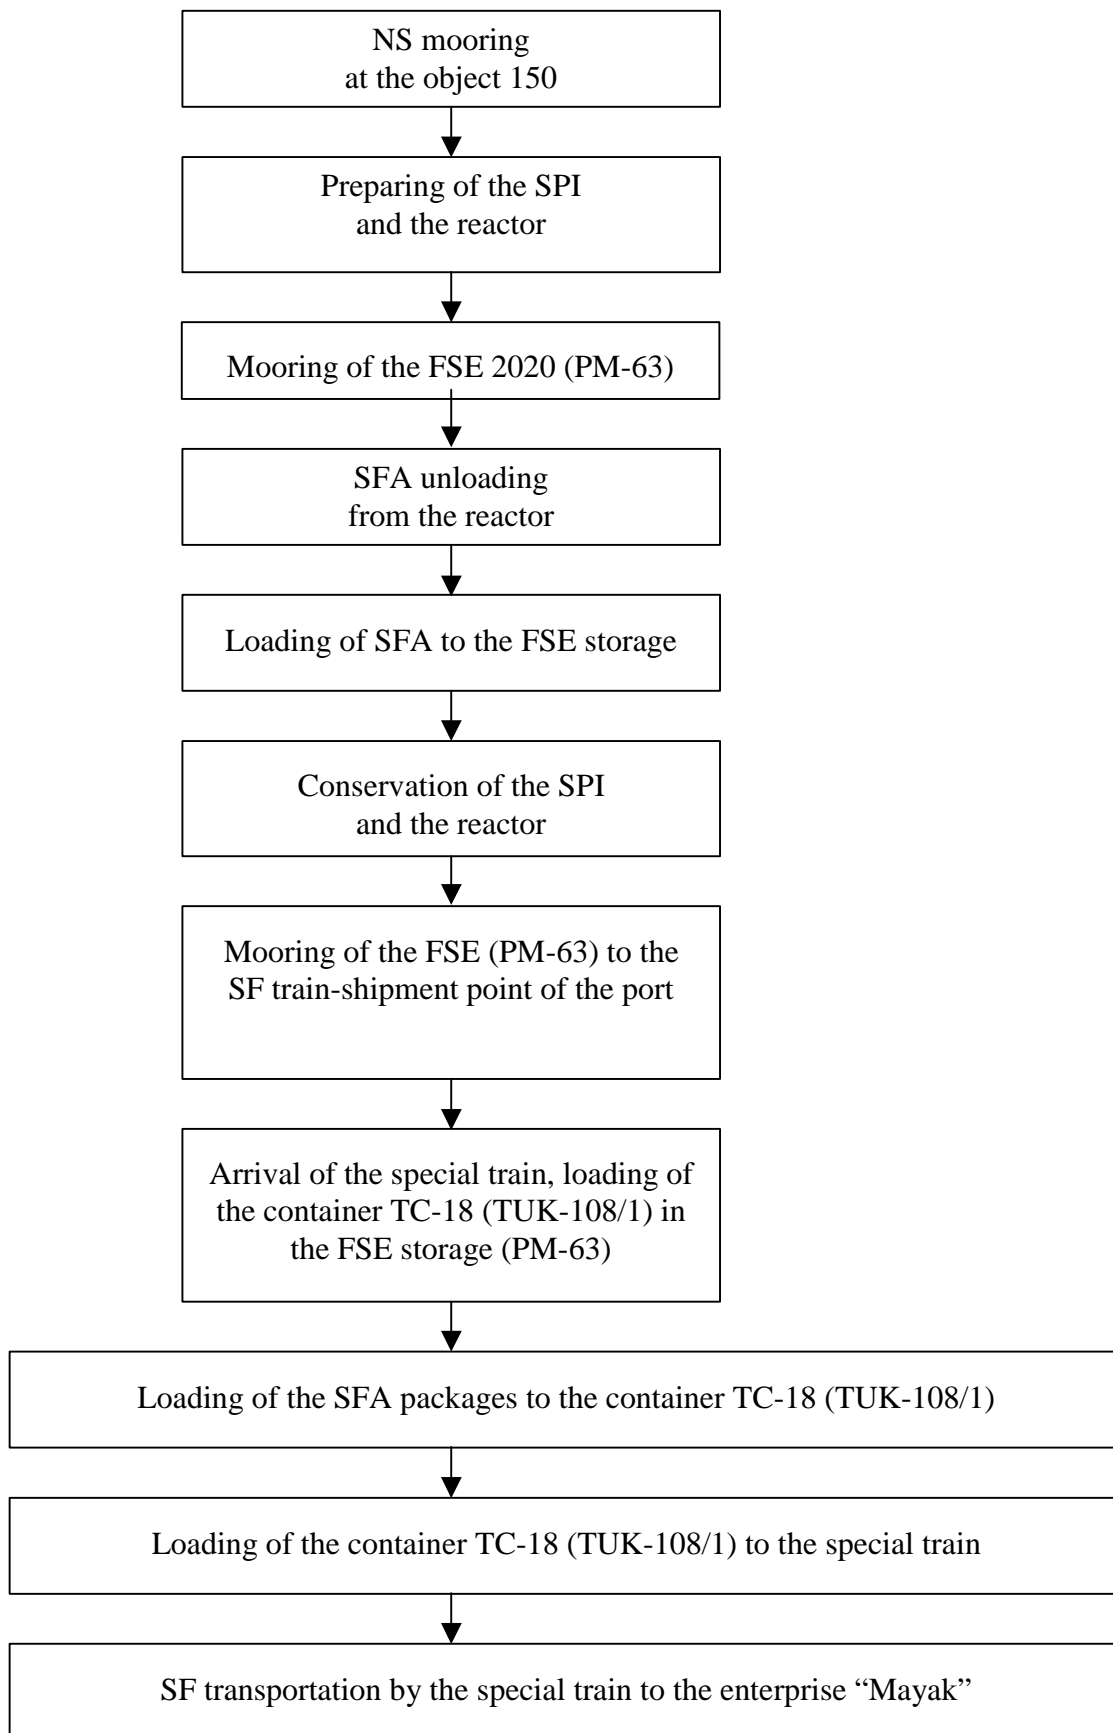 NS mooring
at the object 150
Preparing of the SPI
and the reactor
Mooring of the FSE 2020 (PM-63)
SFA unloading
from the reactor
Loading of SFA to the FSE storage
Conservation of the SPI
and the reactor
Mooring of the FSE (PM-63) to the
SF train-shipment point of the port
Arrival of the special train, loading of
the container TC-18 (TUK-108/1) in
the FSE storage (PM-63)
Loading of the SFA packages to the container TC-18 (TUK-108/1)
Loading of the container TC-18 (TUK-108/1) to the special train
SF transportation by the special train to the enterprise “Mayak”